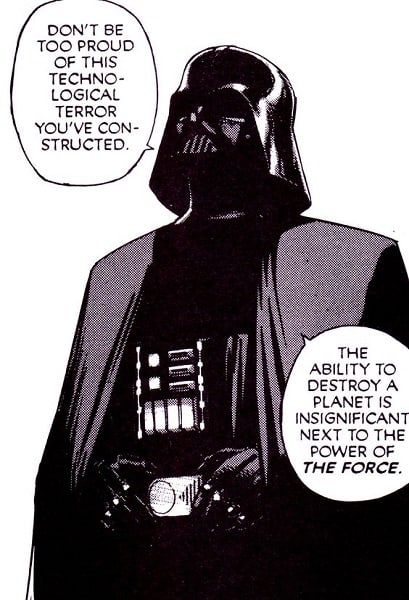 DON'T BE
TOO PROUD
OF THIS
TECHNO-
LOGICAL
TERROR
YOU'VE CON-
STRUCTED.
THE
ABILITY TO
DESTROY A
PLANET IS
INSIGNIFICANT
NEXT TO THE
POWER OF
THE FORCE.